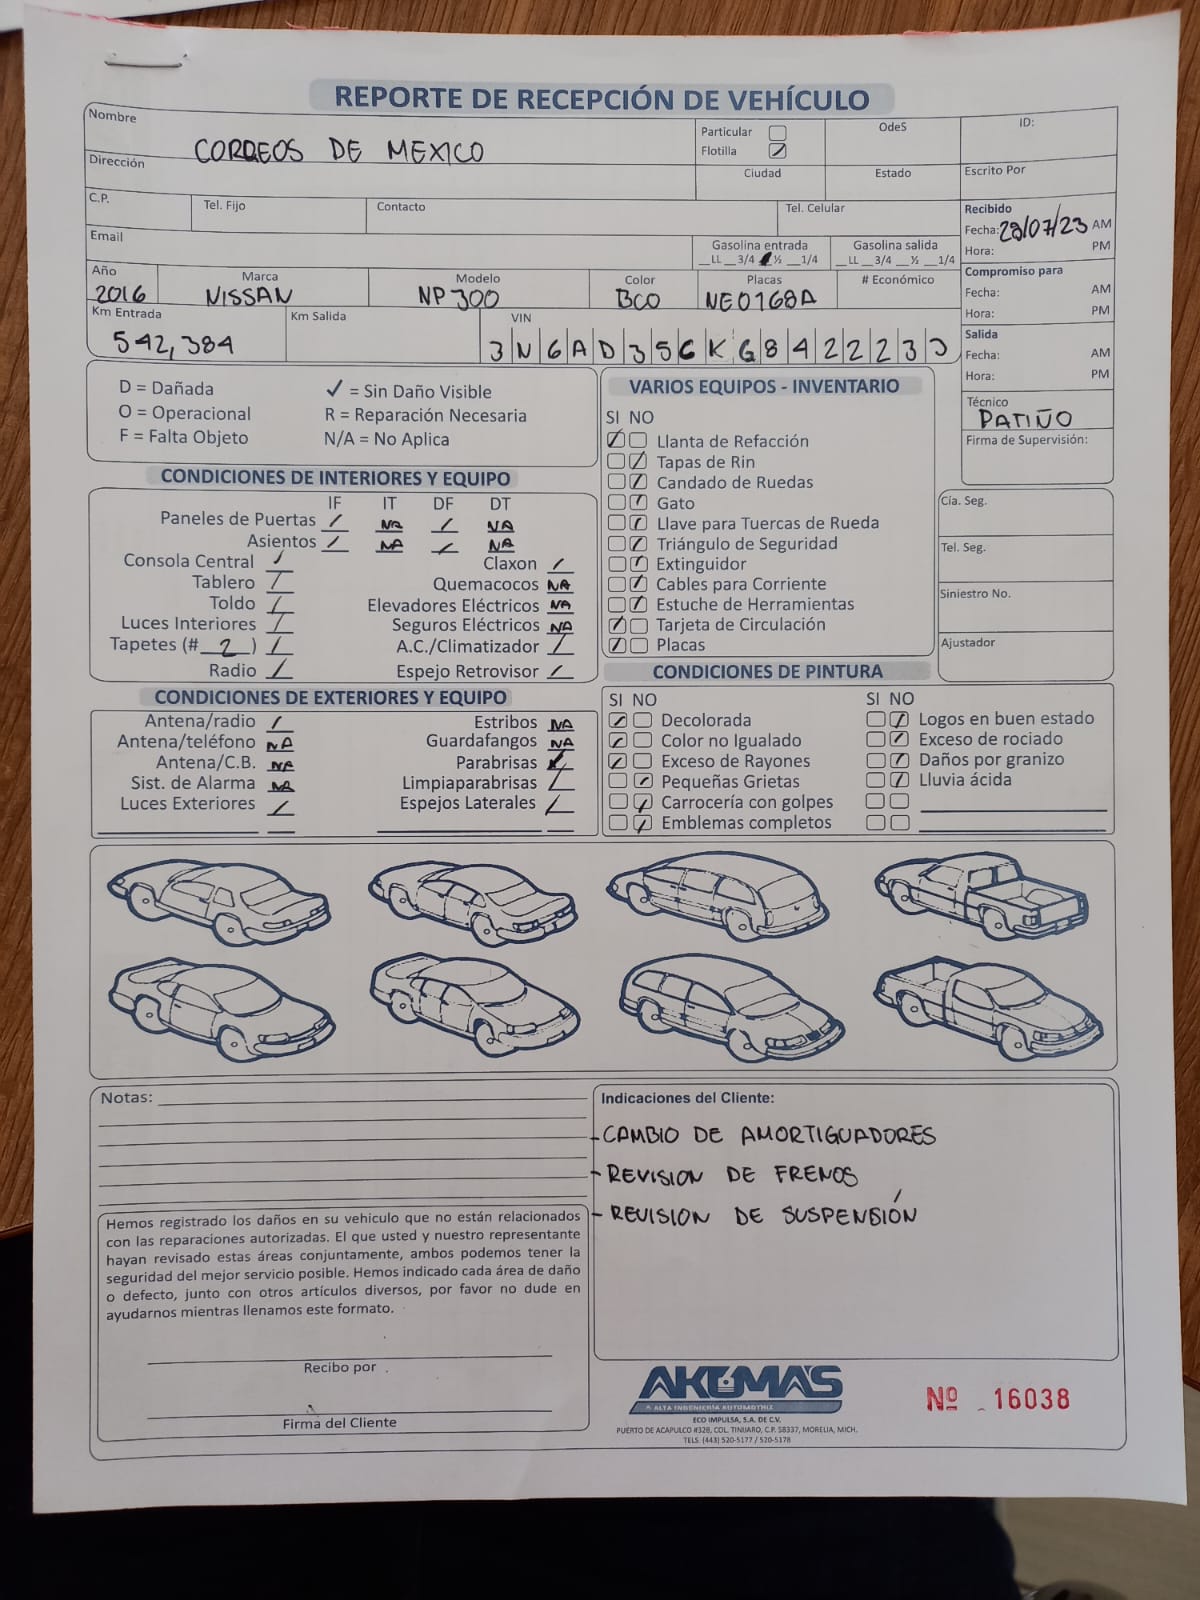 REPORTE DE RECEPCIÓN DE VEHÍCULO
Nombre
CORREOS DE MEXICO
Particular
Flotilla
OdeS
ID:
Dirección
Ciudad
Estado
Escrito Por
C.P.
Tel. Fijo
Contacto
Tel. Celular
Recibido
Fecha: /07/23 AM
Hora: PM
Email
Gasolina entrada
__LL __3/4 __½ __1/4
Gasolina salida
__LL __3/4 __½ __1/4
Año
2016
Marca
NISSAN
Modelo
NP 300
Color
BCO
Placas
NE0168A
# Económico
Compromiso para
Fecha: AM
Hora: PM
Km Entrada
542,384
Km Salida
VIN
3N6AD35CKG842223
Salida
Fecha: AM
Hora: PM
Técnico
PATIÑO
Firma de Supervisión:
D = Dañada
O = Operacional
F = Falta Objeto
✓ = Sin Daño Visible
R = Reparación Necesaria
N/A = No Aplica
CONDICIONES DE INTERIORES Y EQUIPO
IF IT DF DT
Paneles de Puertas / NA / NA
Asientos / NA / NA
Consola Central /
Tablero /
Toldo /
Luces Interiores /
Tapetes (# 2 ) /
Radio /
Claxon /
Quemacocos NA
Elevadores Eléctricos NA
Seguros Eléctricos NA
A.C./Climatizador /
Espejo Retrovisor /
CONDICIONES DE EXTERIORES Y EQUIPO
Antena/radio /
Antena/teléfono NA
Antena/C.B. NA
Sist. de Alarma NA
Luces Exteriores /
Estribos NA
Guardafangos NA
Parabrisas ✓
Limpiaparabrisas /
Espejos Laterales /
VARIOS EQUIPOS - INVENTARIO
SI NO
Llanta de Refacción
Tapas de Rin
Candado de Ruedas
Gato
Llave para Tuercas de Rueda
Triángulo de Seguridad
Extinguidor
Cables para Corriente
Estuche de Herramientas
Tarjeta de Circulación
Placas
Cía. Seg.
Tel. Seg.
Siniestro No.
Ajustador
CONDICIONES DE PINTURA
SI NO
Decolorada
Color no Igualado
Exceso de Rayones
Pequeñas Grietas
Carrocería con golpes
Emblemas completos
SI NO
Logos en buen estado
Exceso de rociado
Daños por granizo
Lluvia ácida
Notas:
Indicaciones del Cliente:
- CAMBIO DE AMORTIGUADORES
- REVISION DE FRENOS
- REVISION DE SUSPENSIÓN
Hemos registrado los daños en su vehiculo que no están relacionados
con las reparaciones autorizadas. El que usted y nuestro representante
hayan revisado estas áreas conjuntamente, ambos podemos tener la
seguridad del mejor servicio posible. Hemos indicado cada área de daño
o defecto, junto con otros artículos diversos, por favor no dude en
ayudarnos mientras llenamos este formato.
Recibo por
Firma del Cliente
AKUMA'S
ALTA INGENIERÍA AUTOMOTRIZ
ECO IMPULSA, S.A. DE C.V.
PUERTO DE ACAPULCO #328, COL. TINIJARO, C.P. 58337, MORELIA, MICH.
TELS. (443) 520-5177 / 520-5178
Nº 16038